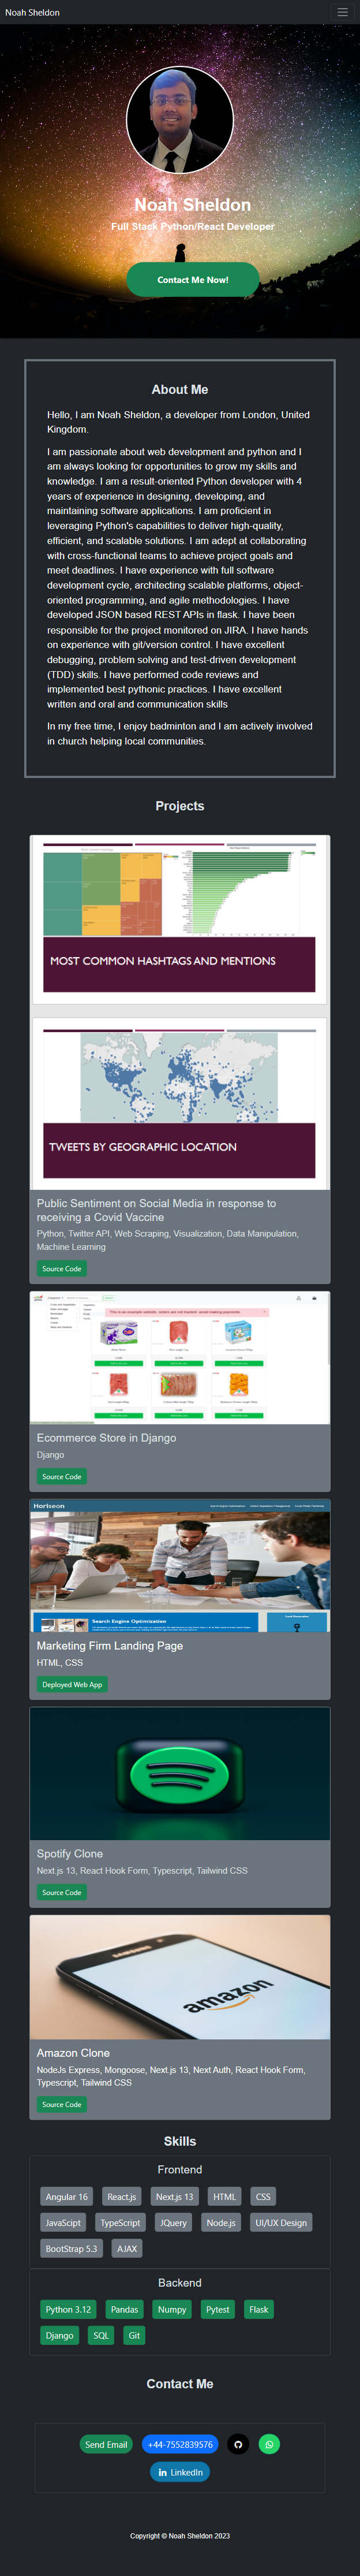 Noah Sheldon
Noah Sheldon
Full Stack Python/React Developer
Contact Me Now!
About Me
Hello, I am Noah Sheldon, a developer from London, United
Kingdom.
I am passionate about web development and python and I
am always looking for opportunities to grow my skills and
knowledge. I am a result-oriented Python developer with 4
years of experience in designing, developing, and
maintaining software applications. I am proficient in
leveraging Python's capabilities to deliver high-quality,
efficient, and scalable solutions. I am adept at collaborating
with cross-functional teams to achieve project goals and
meet deadlines. I have experience with full software
development cycle, architecting scalable platforms, object-
oriented programming, and agile methodologies. I have
developed JSON based REST APIs in flask. I have been
responsible for the project monitored on JIRA. I have hands
on experience with git/version control. I have excellent
debugging, problem solving and test-driven development
(TDD) skills. I have performed code reviews and
implemented best pythonic practices. I have excellent
written and oral and communication skills
In my free time, I enjoy badminton and I am actively involved
in church helping local communities.
Projects
MOST COMMON HASHTAGS AND MENTIONS
TWEETS BY GEOGRAPHIC LOCATION
Public Sentiment on Social Media in response to
receiving a Covid Vaccine
Python, Twitter API, Web Scraping, Visualization, Data Manipulation,
Machine Learning
Source Code
This is an example website, orders are not tracked, avoid making payments.
Ecommerce Store in Django
Django
Source Code
Horiseon
Search Engine Optimization
Marketing Firm Landing Page
HTML, CSS
Deployed Web App
Spotify Clone
Next.js 13, React Hook Form, Typescript, Tailwind CSS
Source Code
amazon
Amazon Clone
NodeJs Express, Mongoose, Next.js 13, Next Auth, React Hook Form,
Typescript, Tailwind CSS
Source Code
Skills
Frontend
Angular 16 React.js Next.js 13 HTML CSS
JavaScipt TypeScript JQuery Node.js UI/UX Design
BootStrap 5.3 AJAX
Backend
Python 3.12 Pandas Numpy Pytest Flask
Django SQL Git
Contact Me
Send Email +44-7552839576
LinkedIn
Copyright © Noah Sheldon 2023